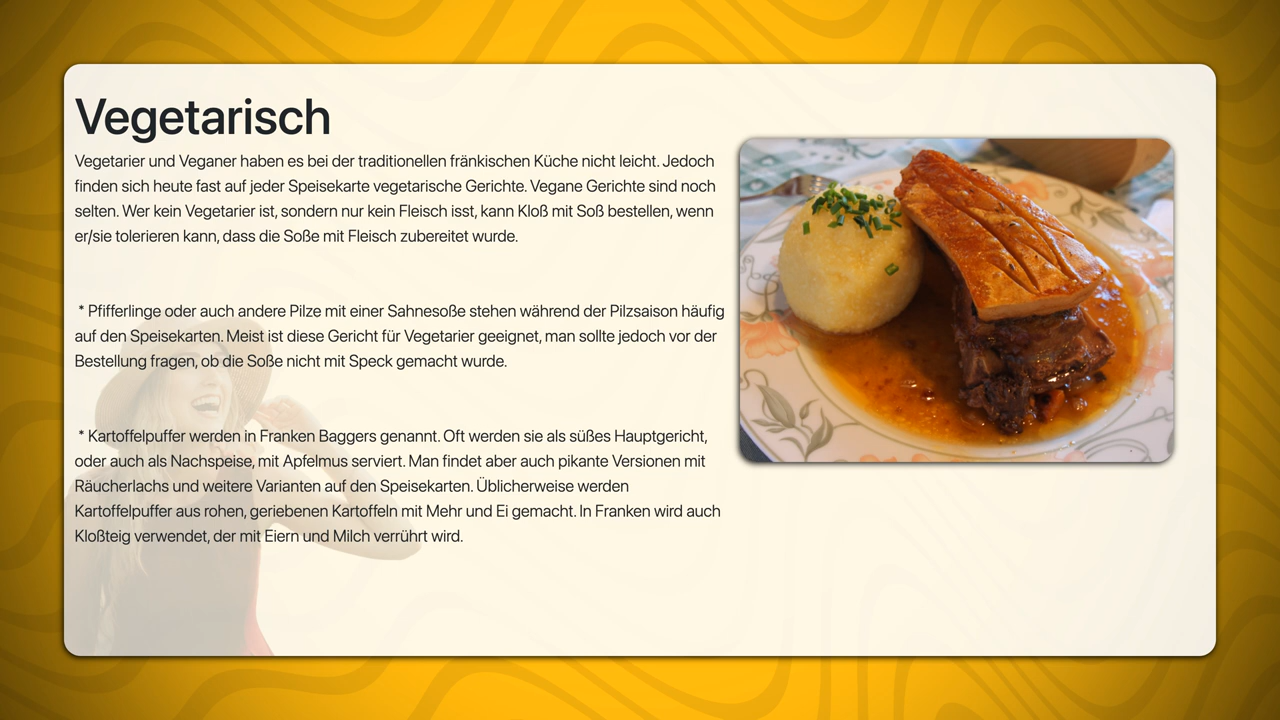 Vegetarisch
Vegetarier und Veganer haben es bei der traditionellen fränkischen Küche nicht leicht. Jedoch
finden sich heute fast auf jeder Speisekarte vegetarische Gerichte. Vegane Gerichte sind noch
selten. Wer kein Vegetarier ist, sondern nur kein Fleisch isst, kann Kloß mit Soß bestellen, wenn
er/sie tolerieren kann, dass die Soße mit Fleisch zubereitet wurde.
* Pfifferlinge oder auch andere Pilze mit einer Sahnesoße stehen während der Pilzsaison häufig
auf den Speisekarten. Meist ist diese Gericht für Vegetarier geeignet, man sollte jedoch vor der
Bestellung fragen, ob die Soße nicht mit Speck gemacht wurde.
* Kartoffelpuffer werden in Franken Baggers genannt. Oft werden sie als süßes Hauptgericht,
oder auch als Nachspeise, mit Apfelmus serviert. Man findet aber auch pikante Versionen mit
Räucherlachs und weitere Varianten auf den Speisekarten. Üblicherweise werden
Kartoffelpuffer aus rohen, geriebenen Kartoffeln mit Mehr und Ei gemacht. In Franken wird auch
Kloßteig verwendet, der mit Eiern und Milch verrührt wird.